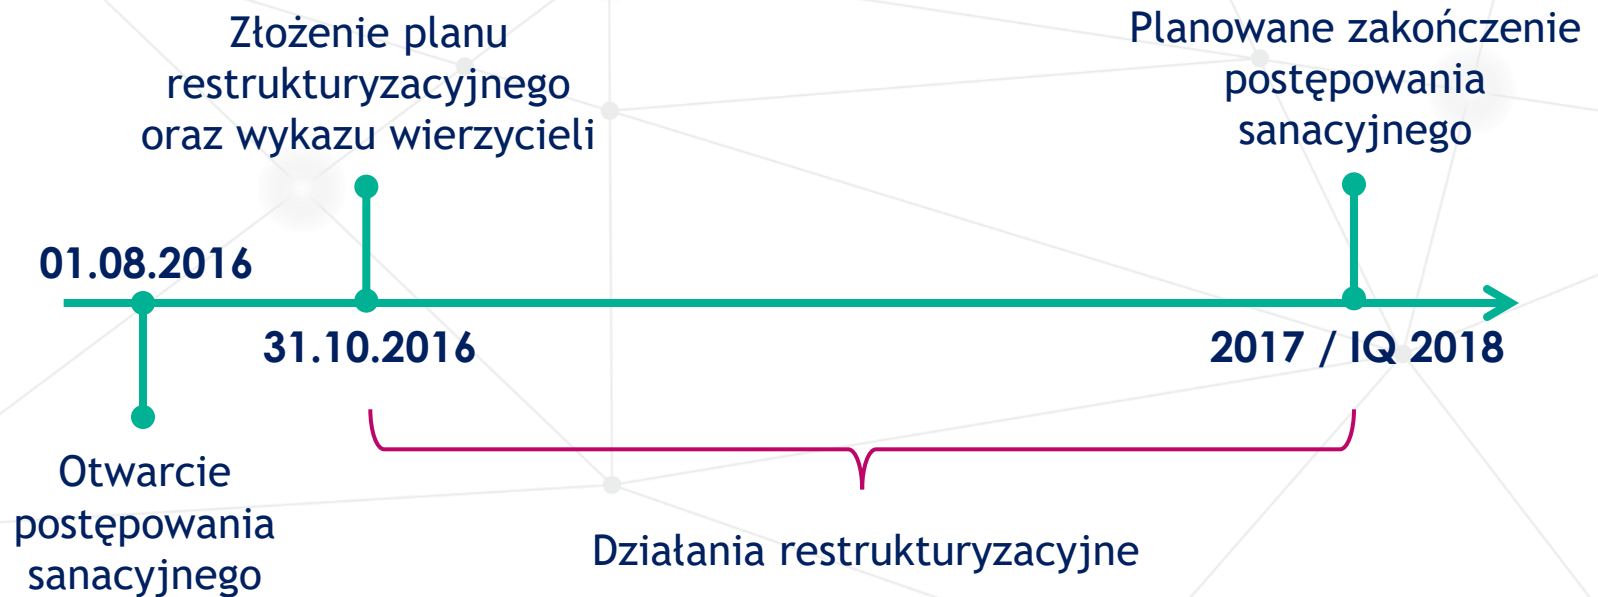 Złożenie planu
restrukturyzacyjnego
oraz wykazu wierzycieli
Planowane zakończenie
postępowania
sanacyjnego
01.08.2016
31.10.2016
2017 / IQ 2018
Otwarcie
postępowania
sanacyjnego
Działania restrukturyzacyjne